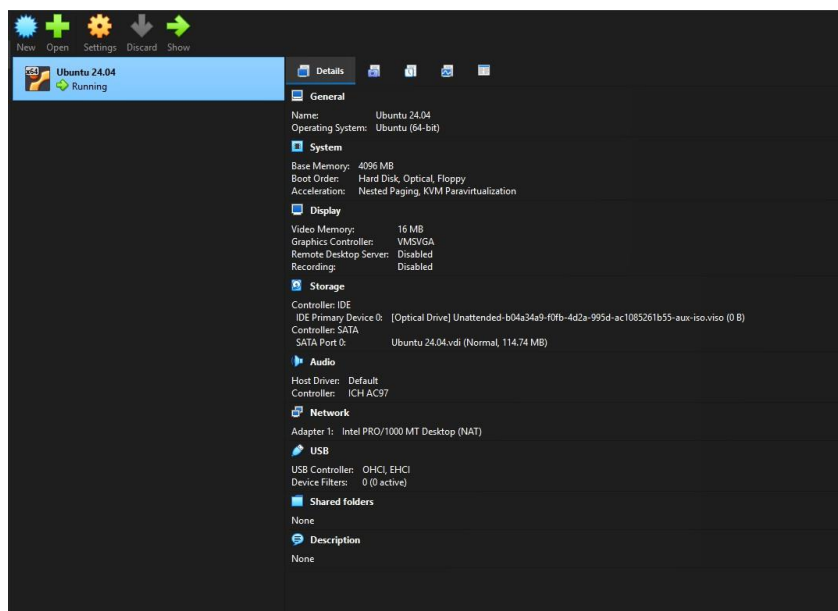 New Open Settings Discard Show
x64 Ubuntu 24.04
Running
Details
General
Name: Ubuntu 24.04
Operating System: Ubuntu (64-bit)
System
Base Memory: 4096 MB
Boot Order: Hard Disk, Optical, Floppy
Acceleration: Nested Paging, KVM Paravirtualization
Display
Video Memory: 16 MB
Graphics Controller: VMSVGA
Remote Desktop Server: Disabled
Recording: Disabled
Storage
Controller: IDE
IDE Primary Device 0: [Optical Drive] Unattended-b04a34a9-f0fb-4d2a-995d-ac1085261b55-aux-iso.viso (0 B)
Controller: SATA
SATA Port 0: Ubuntu 24.04.vdi (Normal, 114.74 MB)
Audio
Host Driver: Default
Controller: ICH AC97
Network
Adapter 1: Intel PRO/1000 MT Desktop (NAT)
USB
USB Controller: OHCI, EHCI
Device Filters: 0 (0 active)
Shared folders
None
Description
None